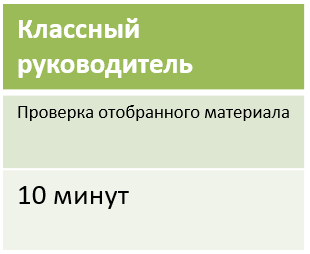 Классный
руководитель
Проверка отобранного материала
10 минут